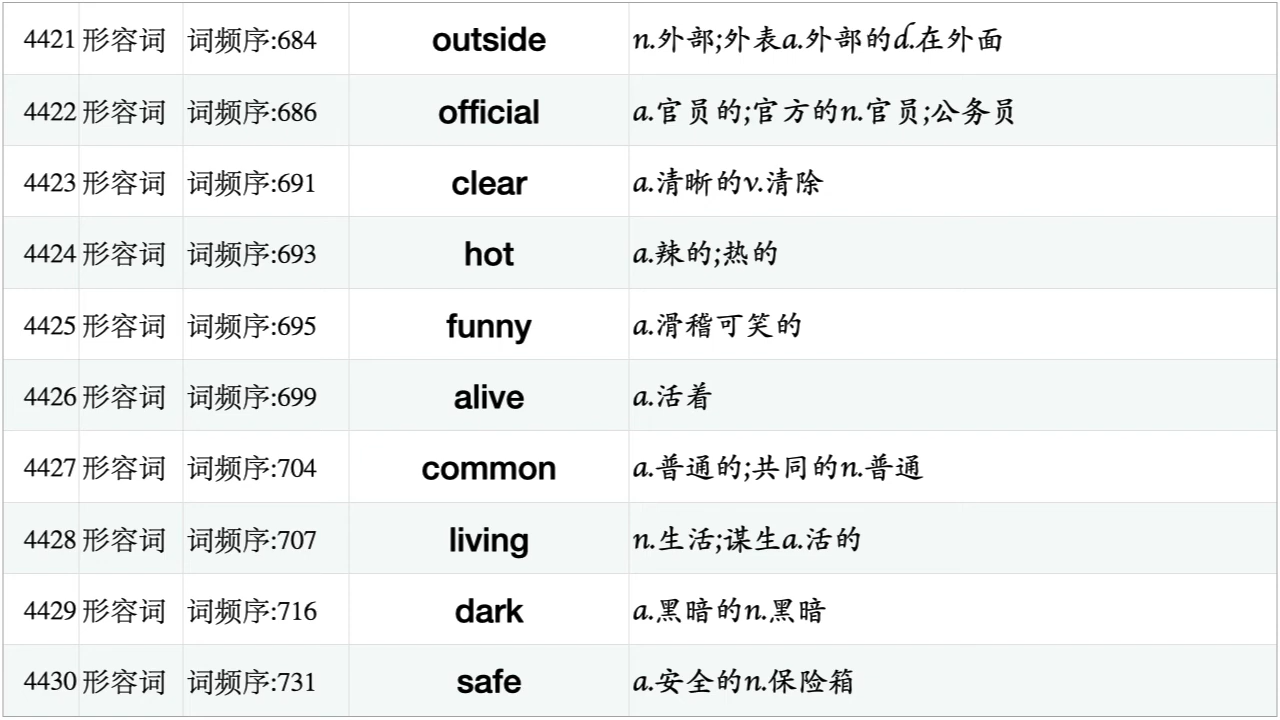 4421 形容词 词频序:684 outside n.外部;外表a.外部的d.在外面
4422 形容词 词频序:686 official a.官员的;官方的n.官员;公务员
4423 形容词 词频序:691 clear a.清晰的v.清除
4424 形容词 词频序:693 hot a.辣的;热的
4425 形容词 词频序:695 funny a.滑稽可笑的
4426 形容词 词频序:699 alive a.活着
4427 形容词 词频序:704 common a.普通的;共同的n.普通
4428 形容词 词频序:707 living n.生活;谋生a.活的
4429 形容词 词频序:716 dark a.黑暗的n.黑暗
4430 形容词 词频序:731 safe a.安全的n.保险箱